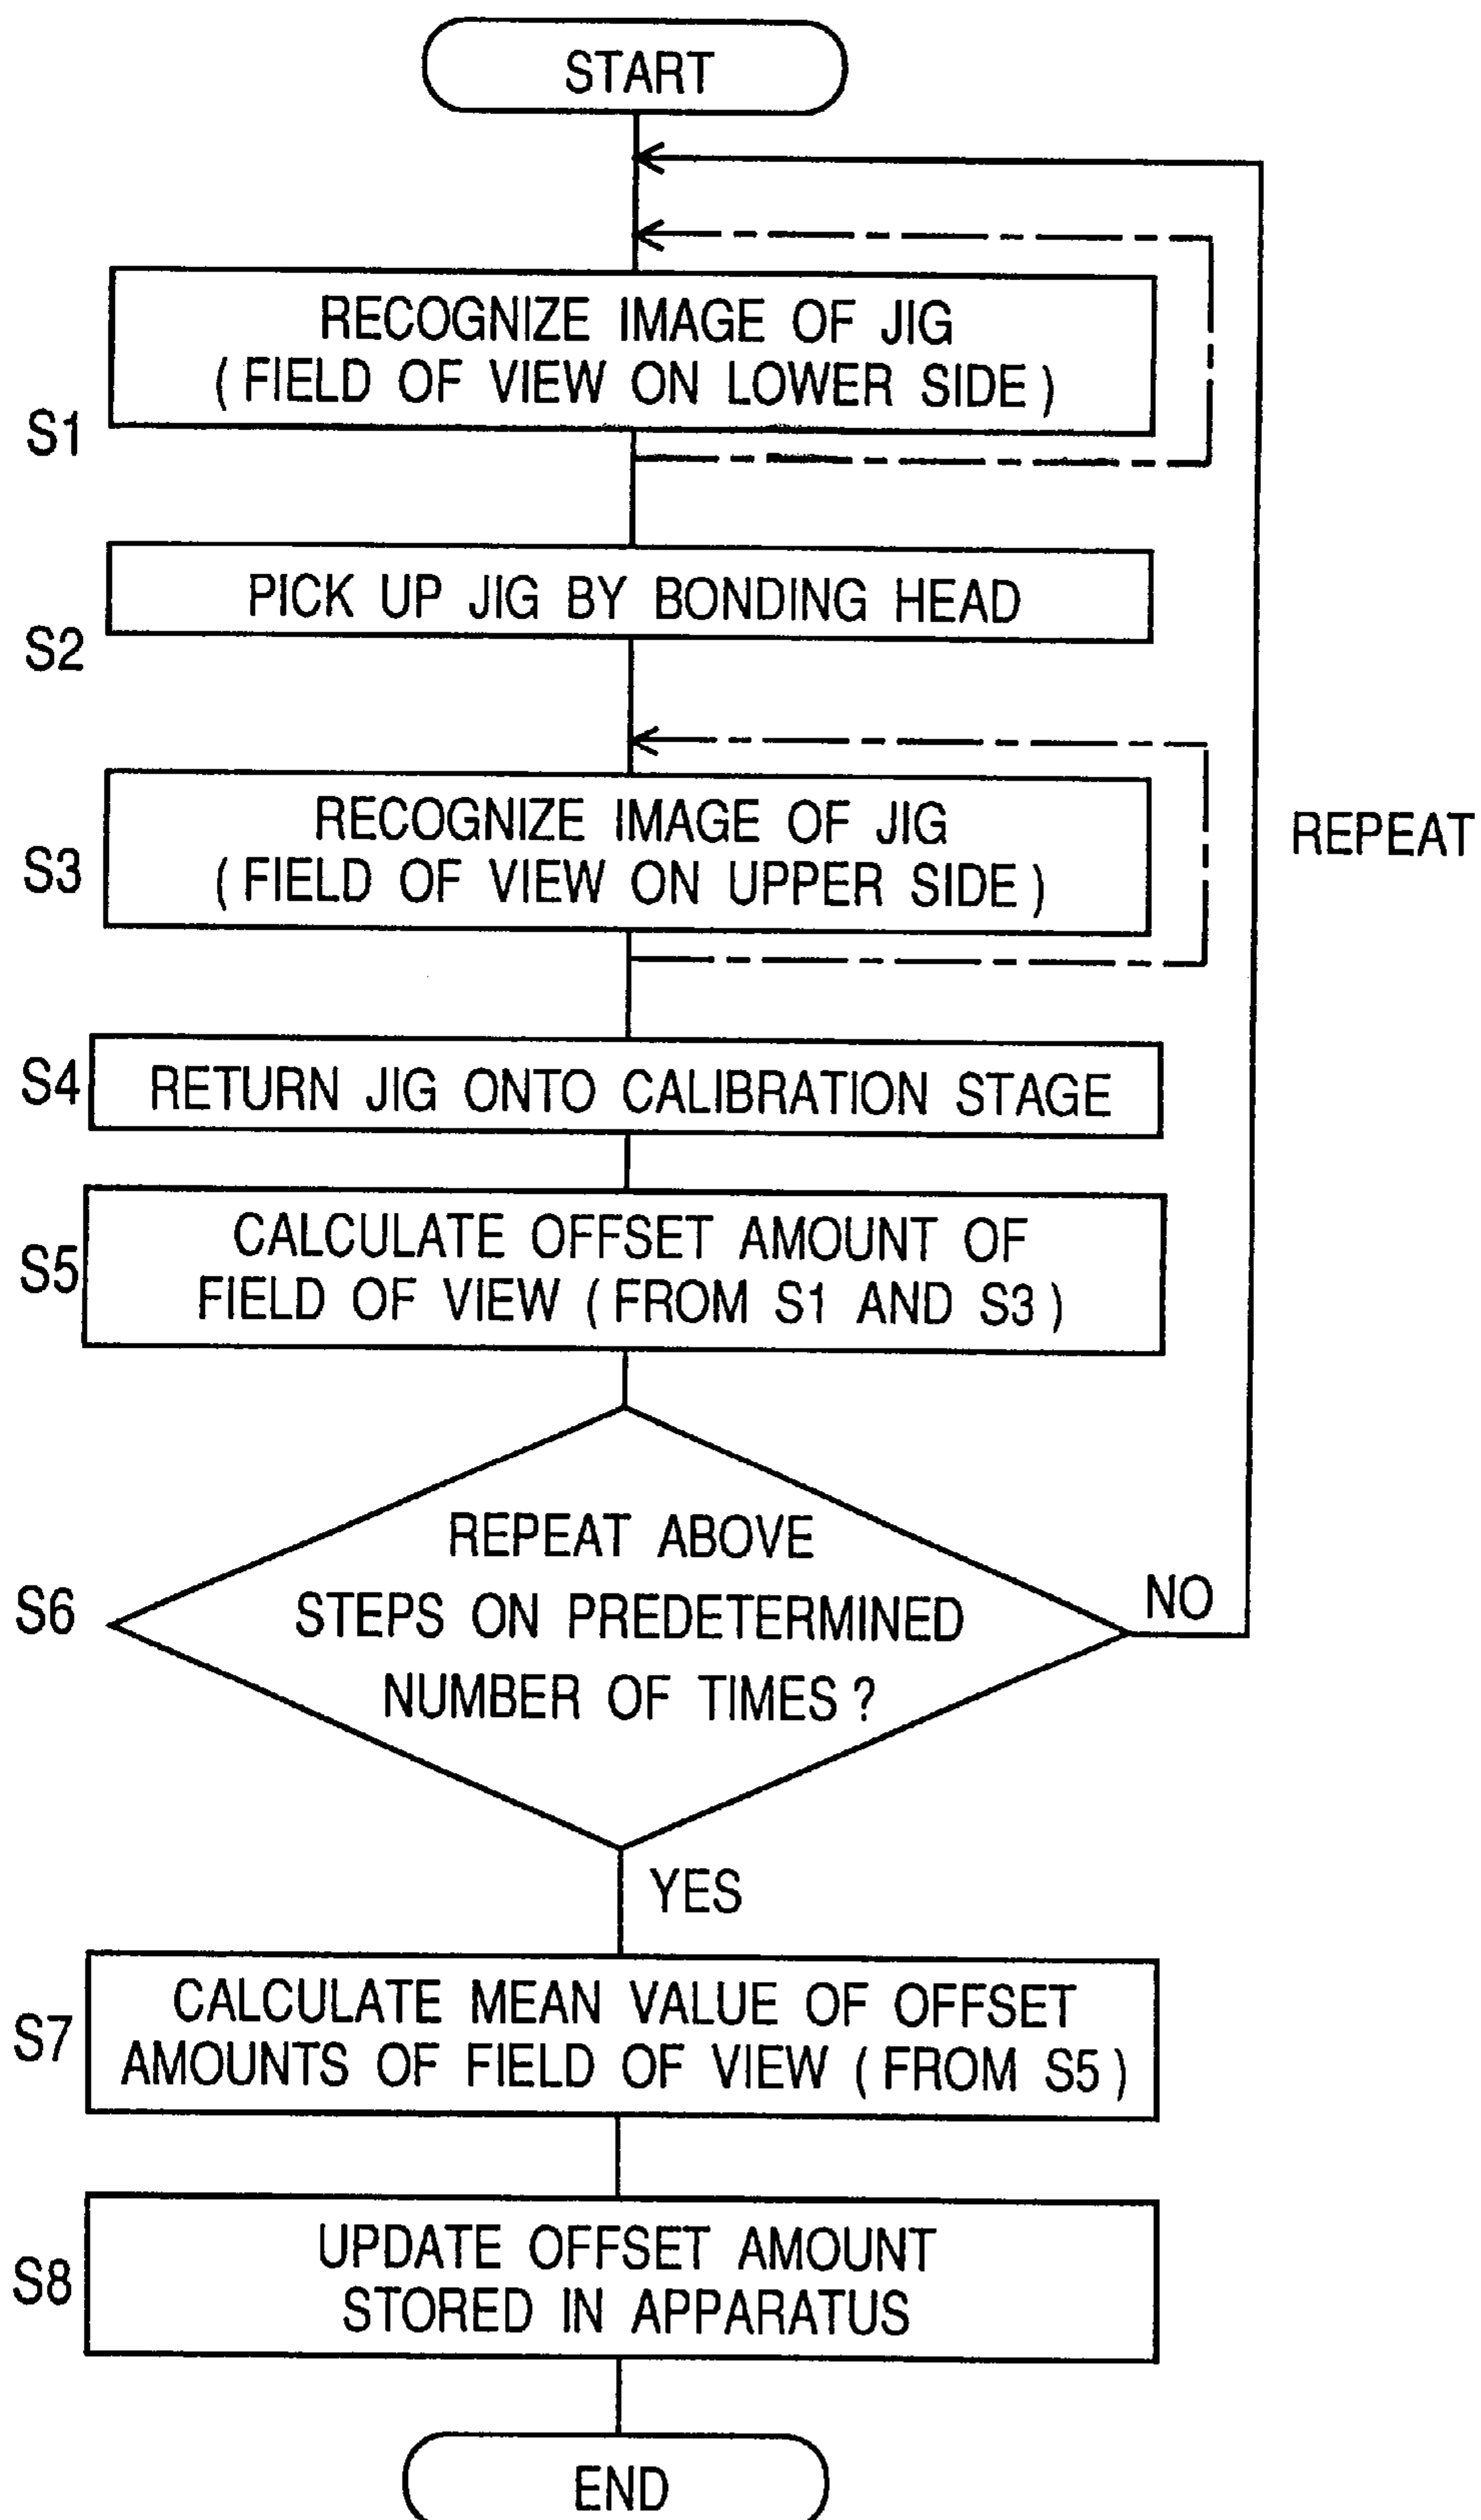 START
RECOGNIZE IMAGE OF JIG
( FIELD OF VIEW ON LOWER SIDE )
S1
PICK UP JIG BY BONDING HEAD
S2
RECOGNIZE IMAGE OF JIG
( FIELD OF VIEW ON UPPER SIDE )
S3
REPEAT
S4
RETURN JIG ONTO CALIBRATION STAGE
S5
CALCULATE OFFSET AMOUNT OF
FIELD OF VIEW ( FROM S1 AND S3 )
S6
REPEAT ABOVE
STEPS ON PREDETERMINED
NUMBER OF TIMES ?
NO
YES
S7
CALCULATE MEAN VALUE OF OFFSET
AMOUNTS OF FIELD OF VIEW ( FROM S5 )
S8
UPDATE OFFSET AMOUNT
STORED IN APPARATUS
END